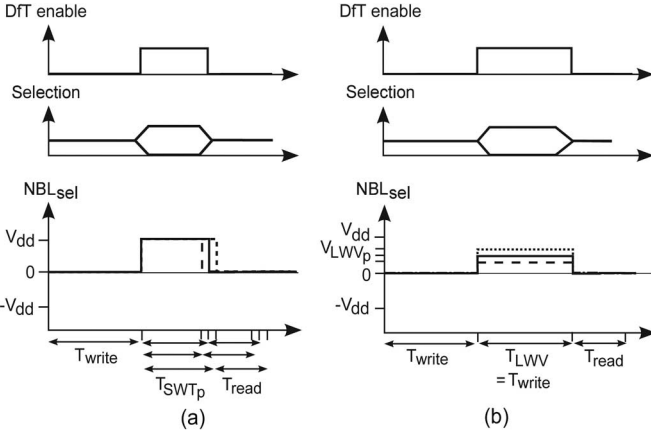 DfT enable
Selection
NBLsel
Vdd
0
-Vdd
Twrite
TSWTp
Tread
(a)
DfT enable
Selection
NBLsel
Vdd
VLWVp
0
-Vdd
Twrite
TLWV
= Twrite
Tread
(b)